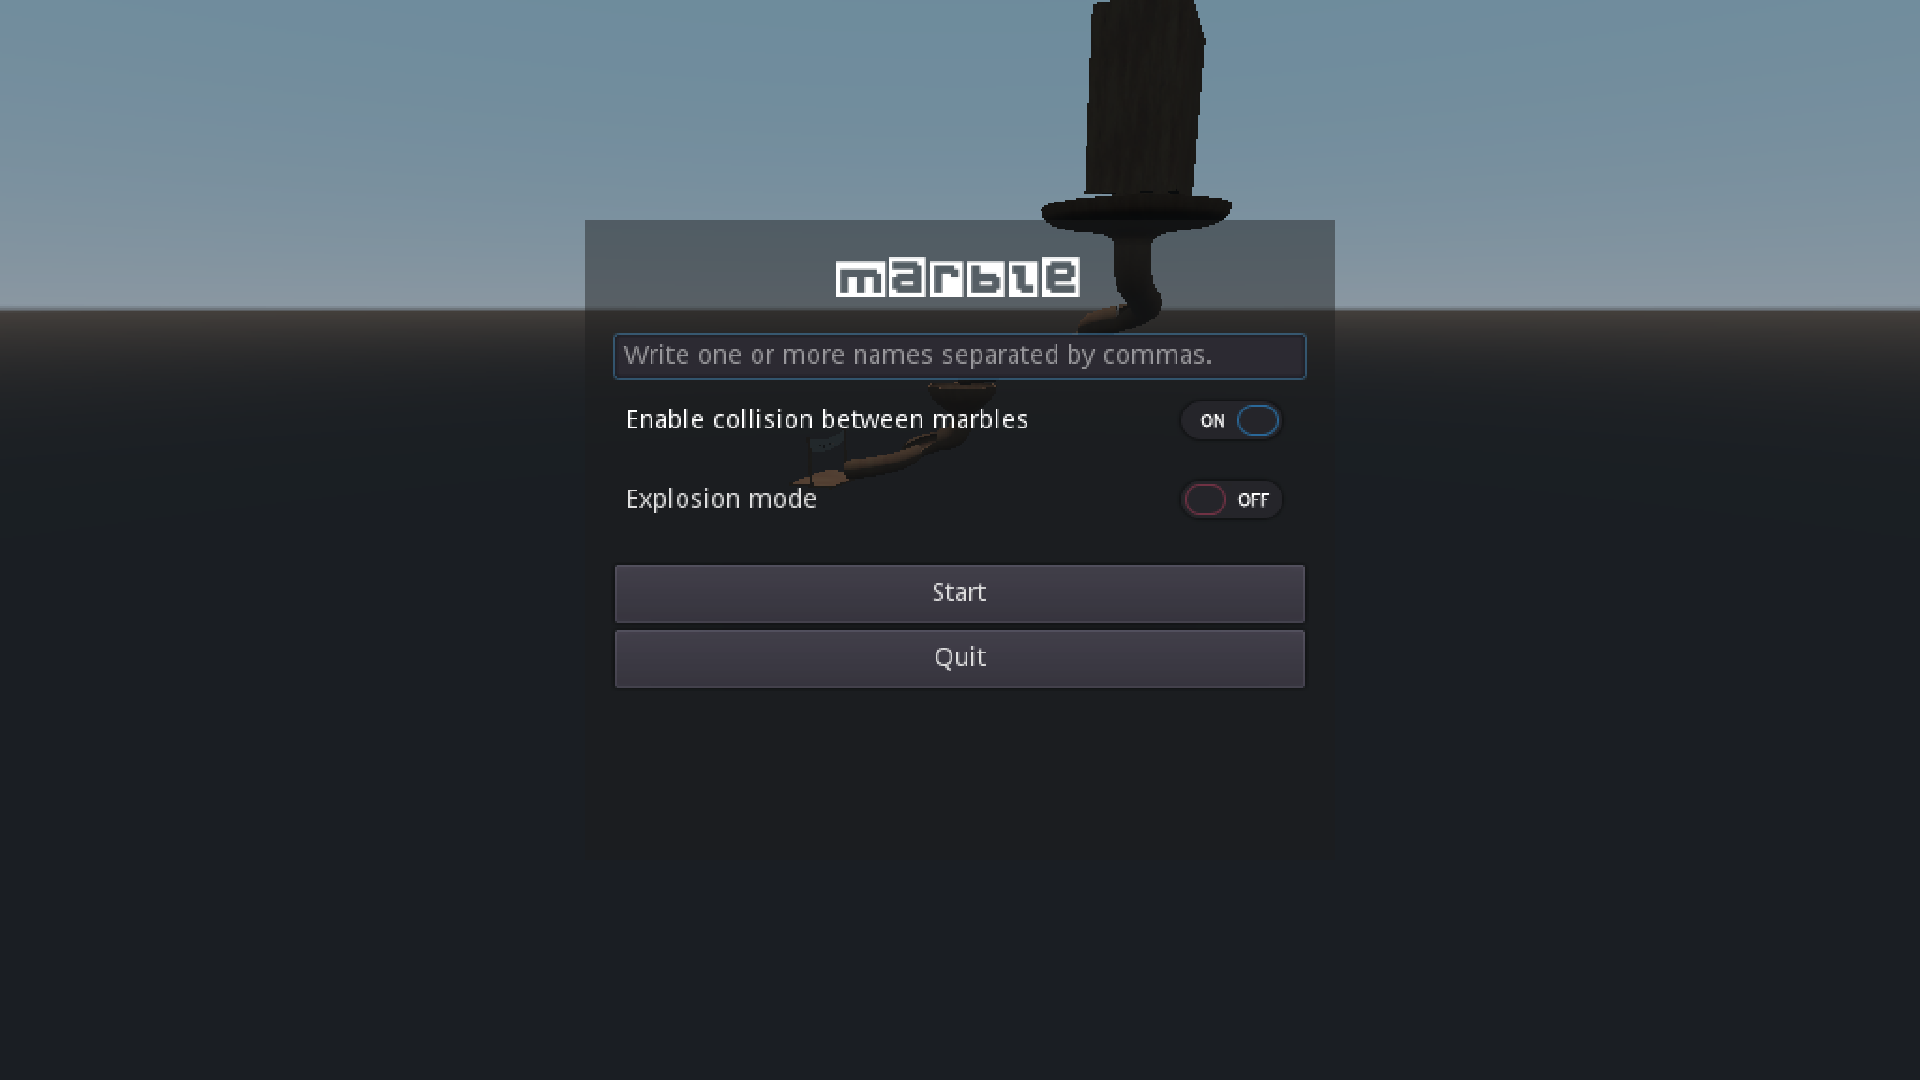 marble
Write one or more names separated by commas.
Enable collision between marbles
ON
Explosion mode
OFF
Start
Quit